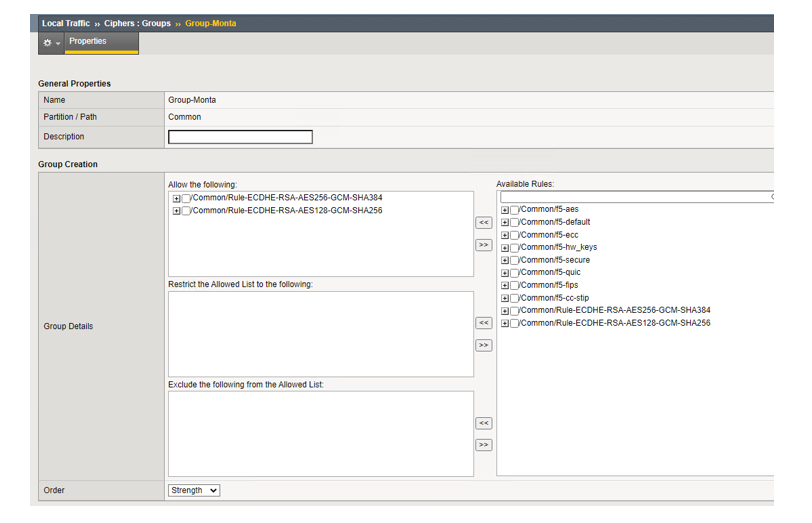 Local Traffic ›› Ciphers : Groups ›› Group-Monta
Properties
General Properties
Name Group-Monta
Partition / Path Common
Description
Group Creation
Group Details
Allow the following:
/Common/Rule-ECDHE-RSA-AES256-GCM-SHA384
/Common/Rule-ECDHE-RSA-AES128-GCM-SHA256
<<
>>
Restrict the Allowed List to the following:
<<
>>
Exclude the following from the Allowed List:
<<
>>
Available Rules:
/Common/f5-aes
/Common/f5-default
/Common/f5-ecc
/Common/f5-hw_keys
/Common/f5-secure
/Common/f5-quic
/Common/f5-fips
/Common/f5-cc-stip
/Common/Rule-ECDHE-RSA-AES256-GCM-SHA384
/Common/Rule-ECDHE-RSA-AES128-GCM-SHA256
Order Strength